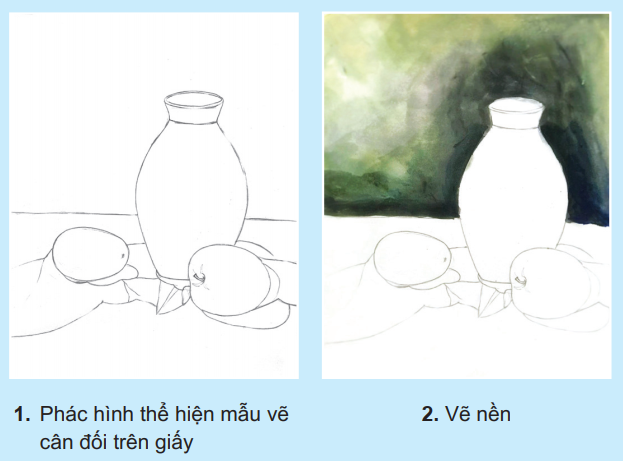 1. Phác hình thể hiện mẫu vẽ
cân đối trên giấy
2. Vẽ nền